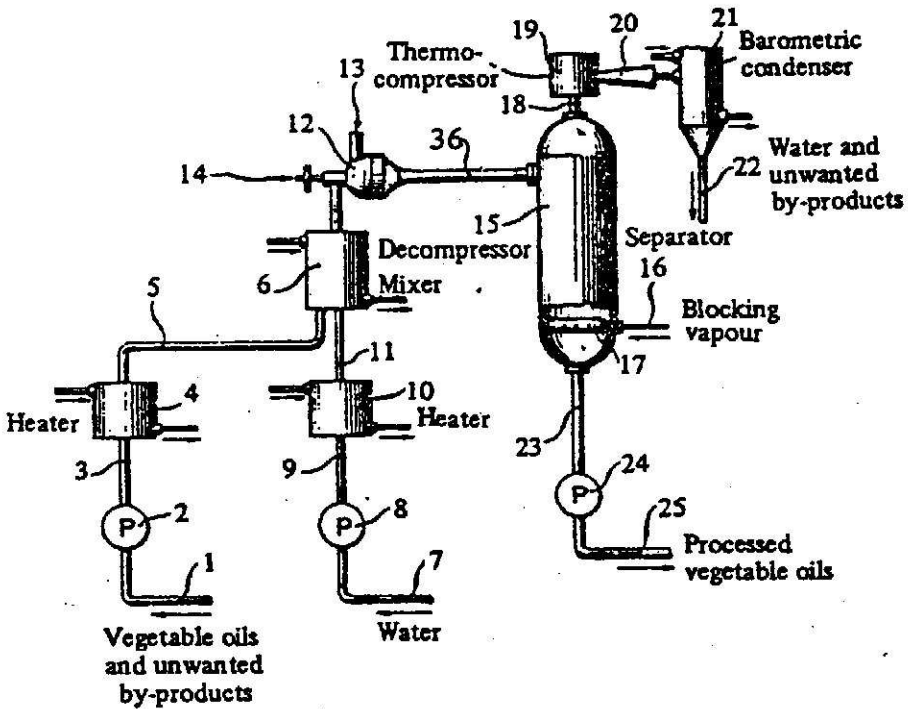 21
20
19
Barometric
condenser
Thermo-
compressor
13
18
12
36
14
22
Water and
unwanted
by-products
15
Decompressor
Separator
6
Mixer
16
5
Blocking
vapour
11
17
10
4
Heater
Heater
23
3
9
24
P
2
P
8
P
25
1
7
Processed
vegetable oils
Vegetable oils
and unwanted
by-products
Water